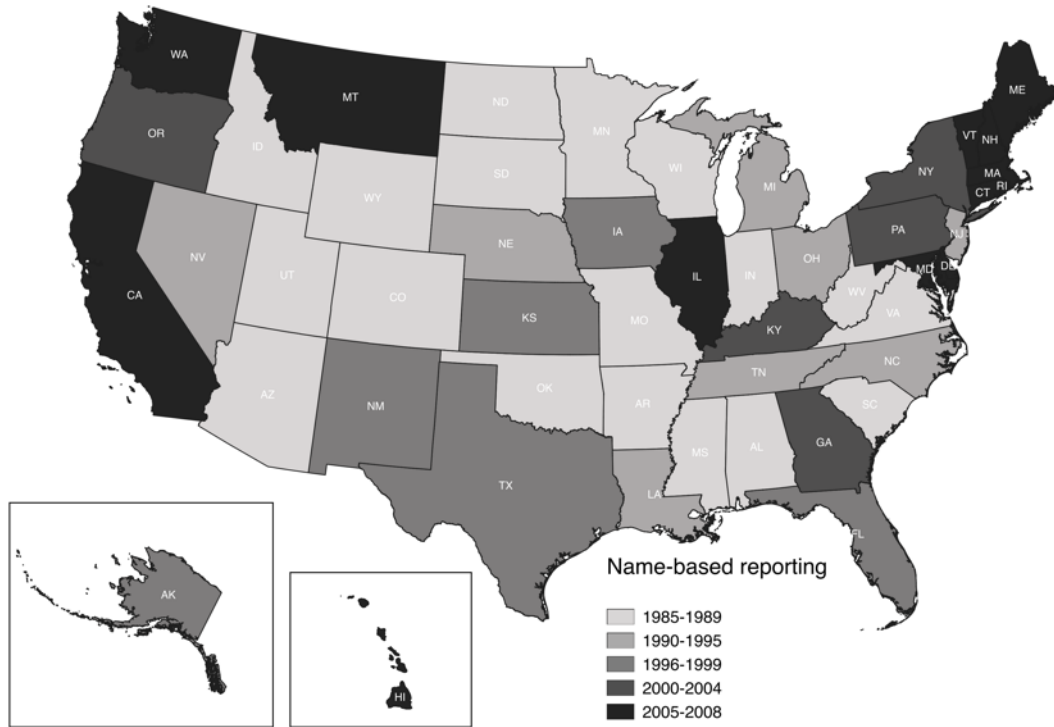 WA
MT
ND
MN
ME
VT
NH
OR
ID
SD
WI
MI
NY
MA
RI
CT
WY
NE
IA
PA
NJ
NV
UT
CO
IL
IN
OH
MD
DE
WV
VA
CA
KS
MO
KY
AZ
NM
OK
AR
TN
NC
SC
MS
AL
GA
TX
LA
FL
AK
HI
Name-based reporting
1985-1989
1990-1995
1996-1999
2000-2004
2005-2008